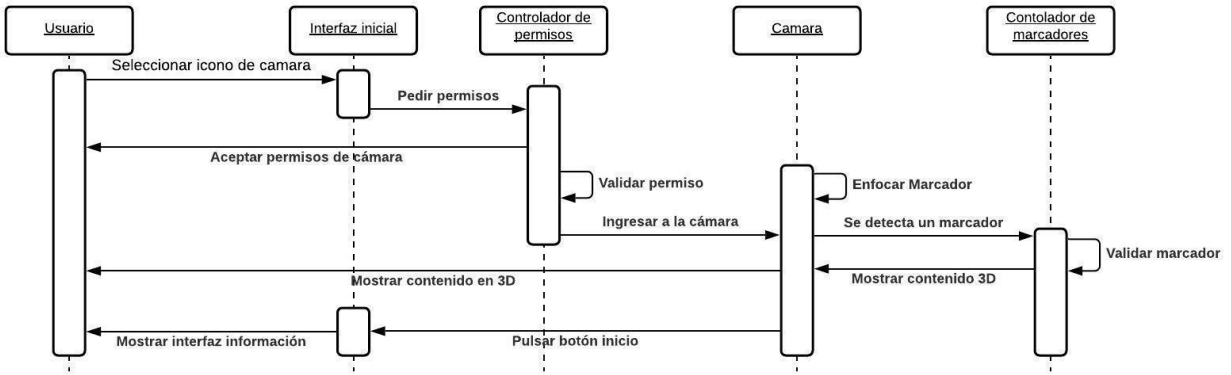 Usuario
Interfaz inicial
Controlador de
permisos
Camara
Contolador de
marcadores
Seleccionar icono de camara
Pedir permisos
Aceptar permisos de cámara
Validar permiso
Enfocar Marcador
Ingresar a la cámara
Se detecta un marcador
Validar marcador
Mostrar contenido en 3D
Mostrar contenido 3D
Mostrar interfaz información
Pulsar botón inicio